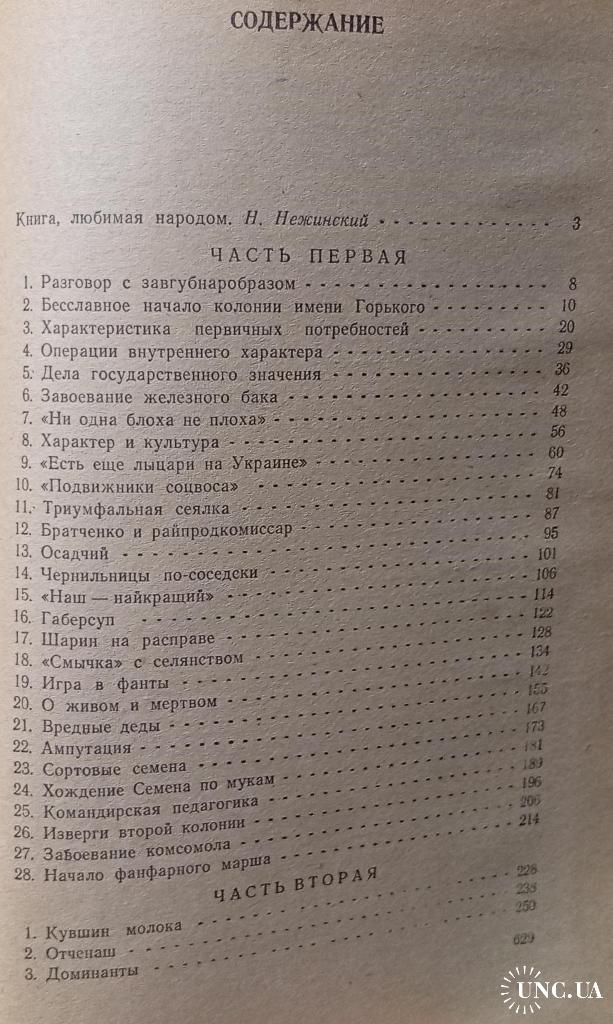 СОДЕРЖАНИЕ
Книга, любимая народом. Н. Нежинский 3
ЧАСТЬ ПЕРВАЯ
1. Разговор с завгубнаробразом 8
2. Бесславное начало колонии имени Горького 10
3. Характеристика первичных потребностей 20
4. Операции внутреннего характера 29
5. Дела государственного значения 36
6. Завоевание железного бака 42
7. «Ни одна блоха не плоха» 48
8. Характер и культура 56
9. «Есть еще лыцари на Украине» 60
10. «Подвижники соцвоса» 74
11. Триумфальная сеялка 81
12. Братченко и райпродкомиссар 87
13. Осадчий 95
14. Чернильницы по-соседски 101
15. «Наш — найкращий» 106
16. Габерсуп 114
17. Шарин на расправе 122
18. «Смычка» с селянством 128
19. Игра в фанты 134
20. О живом и мертвом 142
21. Вредные деды 155
22. Ампутация 167
23. Сортовые семена 173
24. Хождение Семена по мукам 181
25. Командирская педагогика 189
26. Изверги второй колонии 196
27. Завоевание комсомола 206
28. Начало фанфарного марша 214
ЧАСТЬ ВТОРАЯ
1. Кувшин молока 228
2. Отченаш 238
3. Доминанты 250
629
UNC.UA